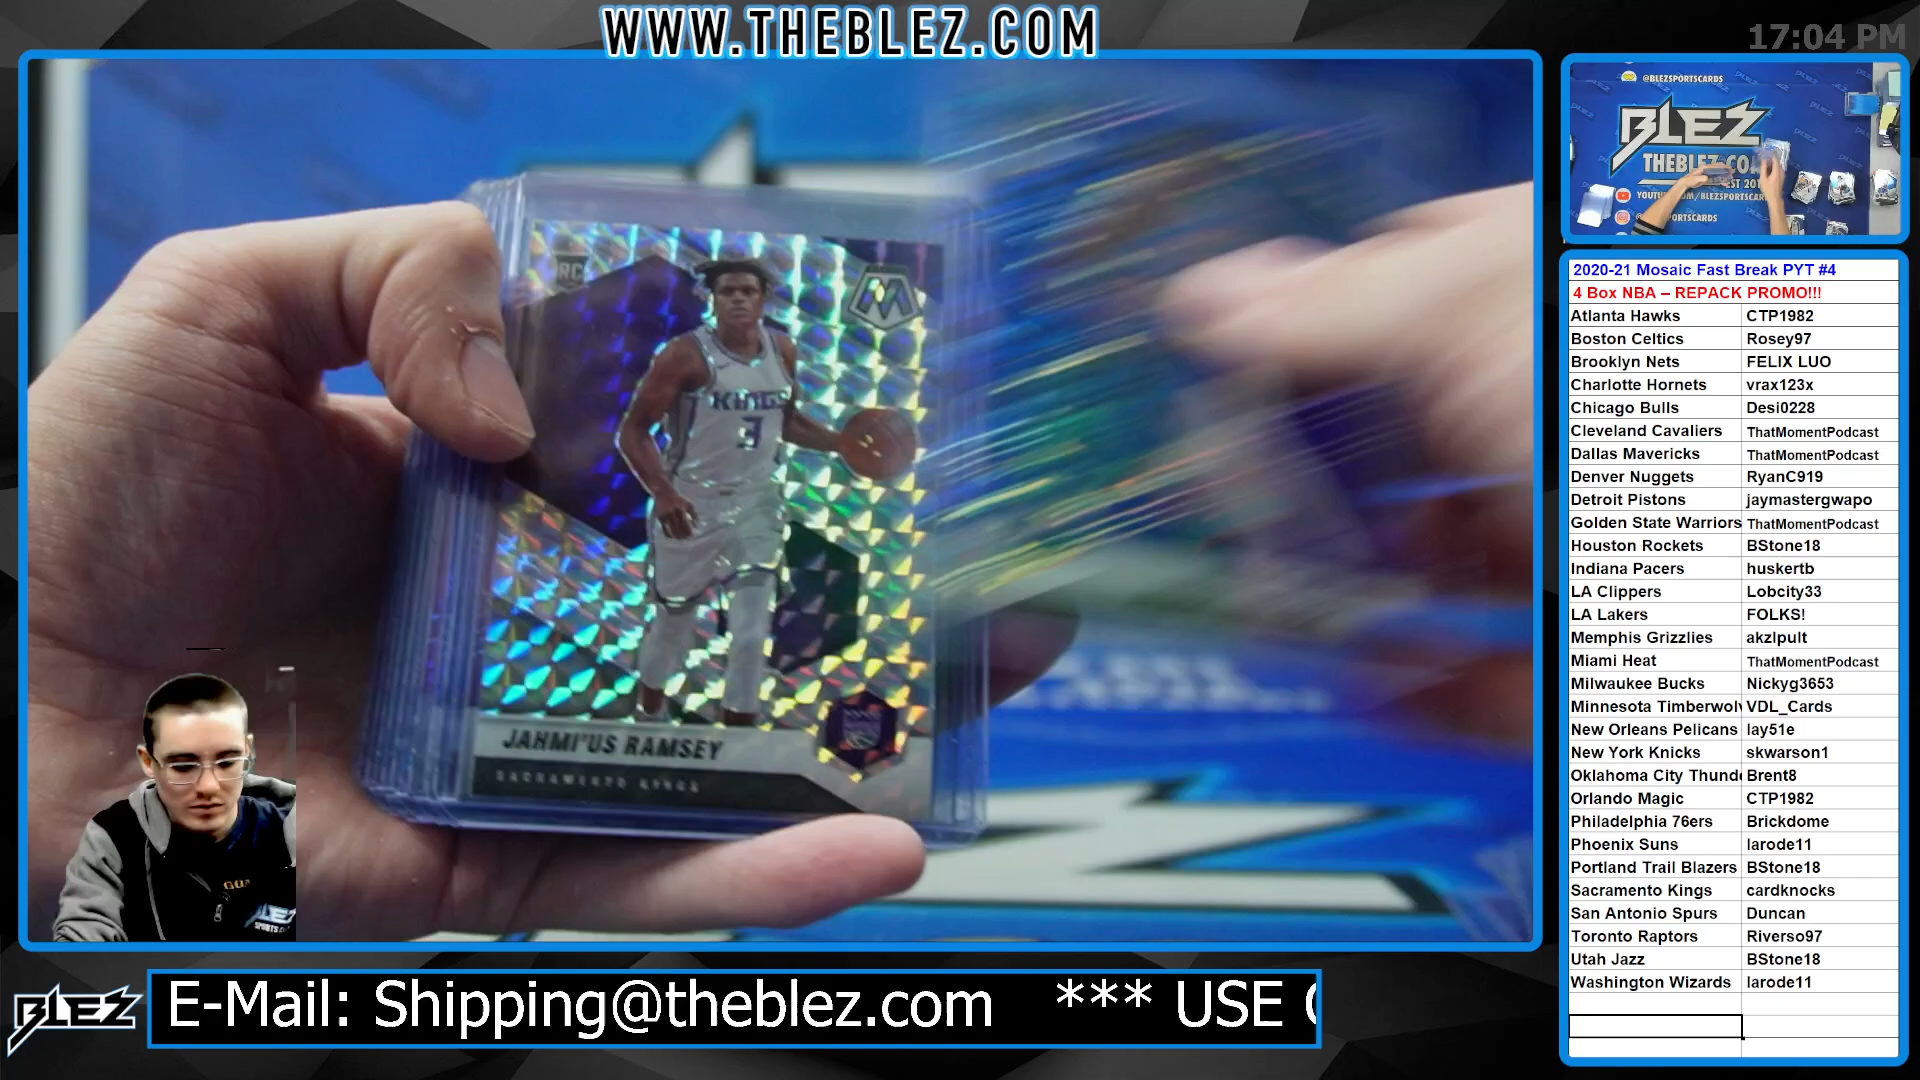 WWW.THEBLEZ.COM
17:04 PM
@BLEZSPORTSCARDS
BLEZ
RC
KINGS
3
JAHMI'US RAMSEY
SACRAMENTO KINGS
2020-21 Mosaic Fast Break PYT #4
4 Box NBA – REPACK PROMO!!!
Atlanta Hawks CTP1982
Boston Celtics Rosey97
Brooklyn Nets FELIX LUO
Charlotte Hornets vrax123x
Chicago Bulls Desi0228
Cleveland Cavaliers ThatMomentPodcast
Dallas Mavericks ThatMomentPodcast
Denver Nuggets RyanC919
Detroit Pistons jaymastergwapo
Golden State Warriors ThatMomentPodcast
Houston Rockets BStone18
Indiana Pacers huskertb
LA Clippers Lobcity33
LA Lakers FOLKS!
Memphis Grizzlies akzlpult
Miami Heat ThatMomentPodcast
Milwaukee Bucks Nickyg3653
Minnesota Timberwolv VDL_Cards
New Orleans Pelicans lay51e
New York Knicks skwarson1
Oklahoma City Thunde Brent8
Orlando Magic CTP1982
Philadelphia 76ers Brickdome
Phoenix Suns larode11
Portland Trail Blazers BStone18
Sacramento Kings cardknocks
San Antonio Spurs Duncan
Toronto Raptors Riverso97
Utah Jazz BStone18
Washington Wizards larode11
BLEZ
BLEZ
E-Mail: Shipping@theblez.com *** USE